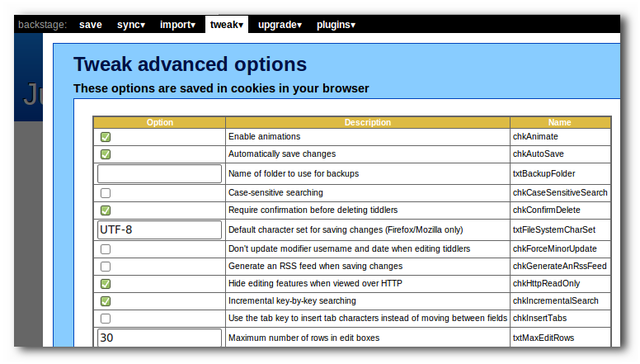 backstage: save sync▾ import▾ tweak▾ upgrade▾ plugins▾
Tweak advanced options
These options are saved in cookies in your browser
Option Description Name
Enable animations chkAnimate
Automatically save changes chkAutoSave
Name of folder to use for backups txtBackupFolder
Case-sensitive searching chkCaseSensitiveSearch
Require confirmation before deleting tiddlers chkConfirmDelete
UTF-8 Default character set for saving changes (Firefox/Mozilla only) txtFileSystemCharSet
Don't update modifier username and date when editing tiddlers chkForceMinorUpdate
Generate an RSS feed when saving changes chkGenerateAnRssFeed
Hide editing features when viewed over HTTP chkHttpReadOnly
Incremental key-by-key searching chkIncrementalSearch
Use the tab key to insert tab characters instead of moving between fields chkInsertTabs
30 Maximum number of rows in edit boxes txtMaxEditRows